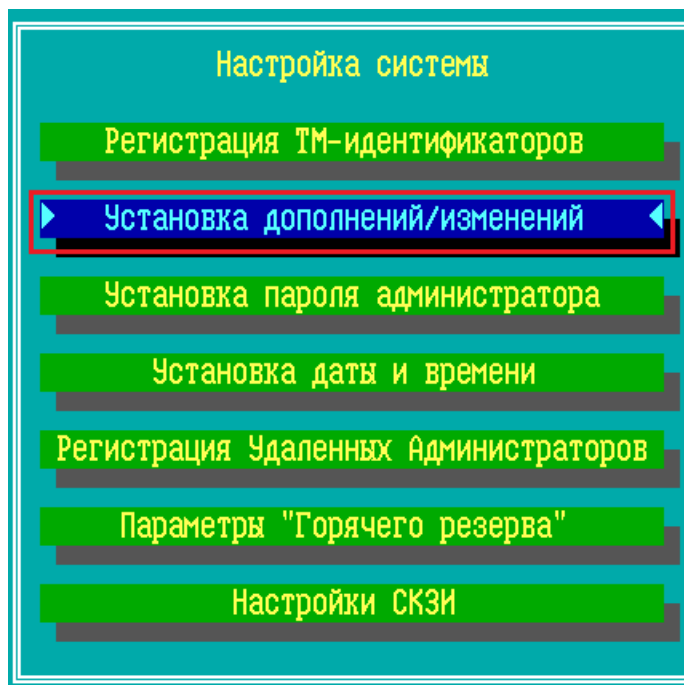 Настройка системы
Регистрация ТМ-идентификаторов
Установка дополнений/изменений
Установка пароля администратора
Установка даты и времени
Регистрация Удаленных Администраторов
Параметры "Горячего резерва"
Настройки СКЗИ